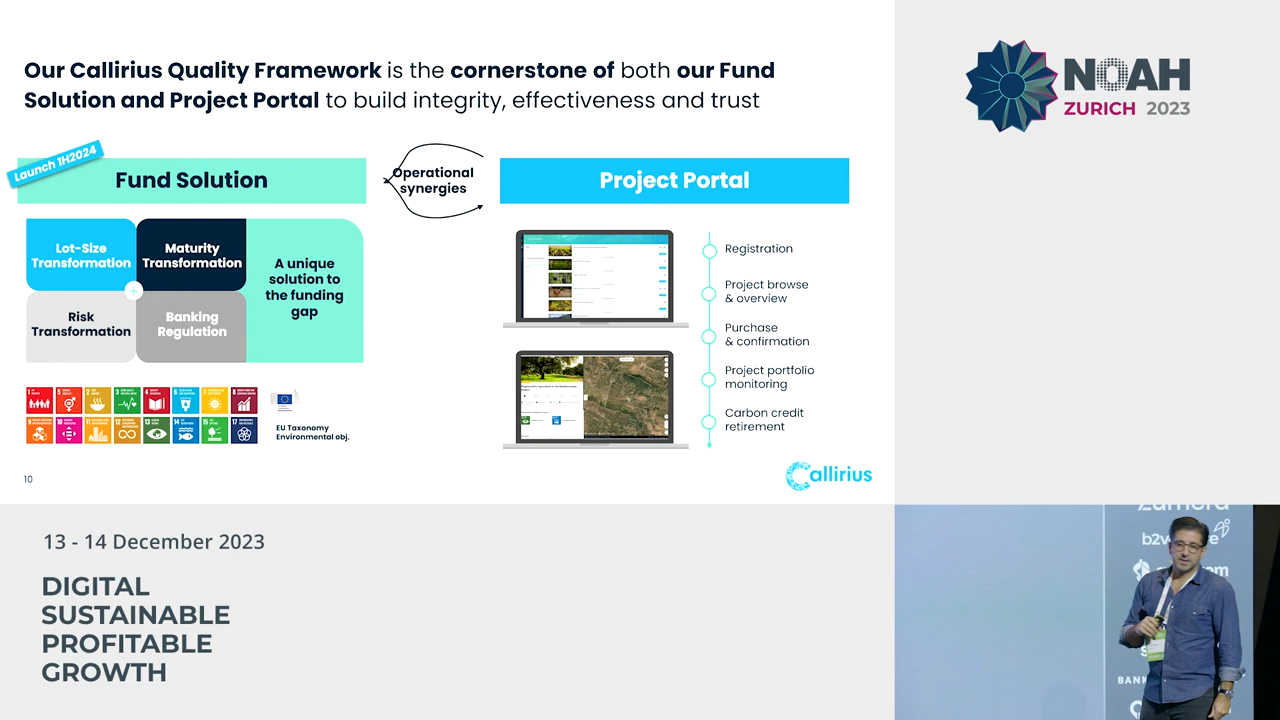 Our Callirius Quality Framework is the cornerstone of both our Fund
Solution and Project Portal to build integrity, effectiveness and trust
Launch 1H2024
Fund Solution
Operational
synergies
Project Portal
Lot-Size
Transformation
Maturity
Transformation
Risk
Transformation
Banking
Regulation
A unique
solution to
the funding
gap
EU Taxonomy
Environmental obj.
Registration
Project browse
& overview
Purchase
& confirmation
Project portfolio
monitoring
Carbon credit
retirement
10
Callirius
NOAH
ZURICH 2023
13 - 14 December 2023
DIGITAL
SUSTAINABLE
PROFITABLE
GROWTH